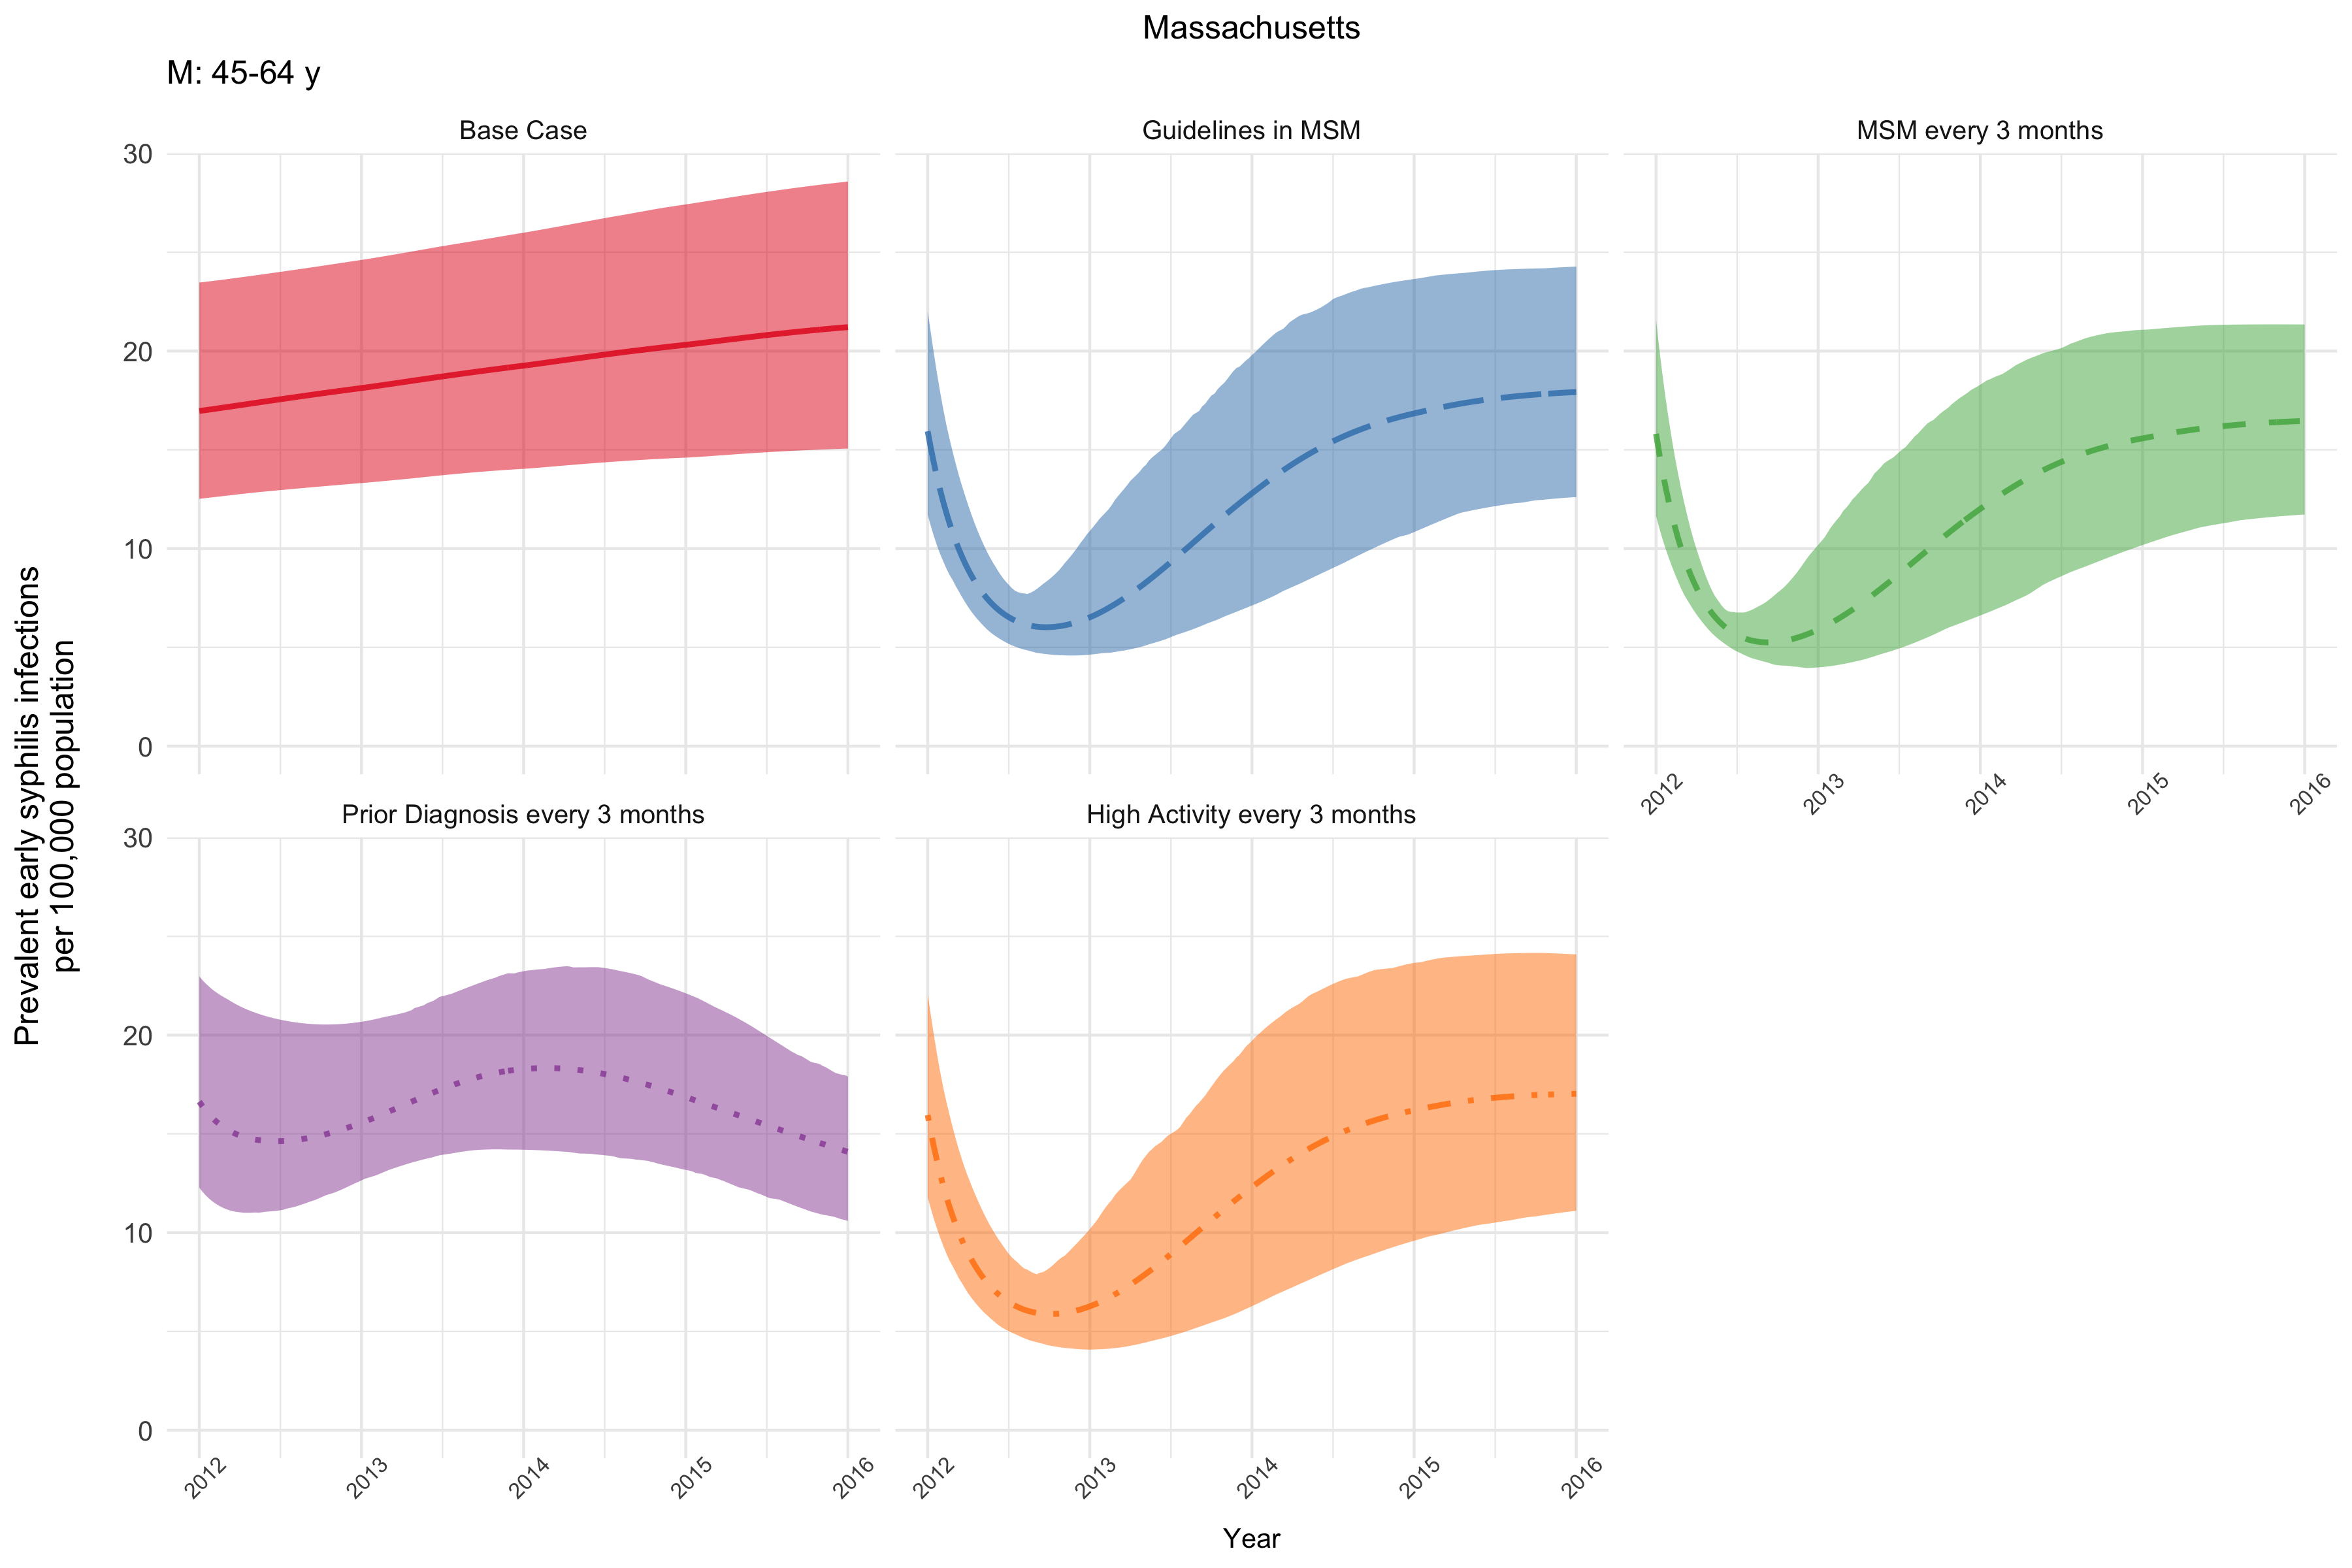 Massachusetts
M: 45-64 y
Base Case
Guidelines in MSM
MSM every 3 months
30
20
10
0
2012
2013
2014
2015
2016
Prevalent early syphilis infections
per 100,000 population
Prior Diagnosis every 3 months
High Activity every 3 months
30
20
10
0
2012
2013
2014
2015
2016
2012
2013
2014
2015
2016
Year